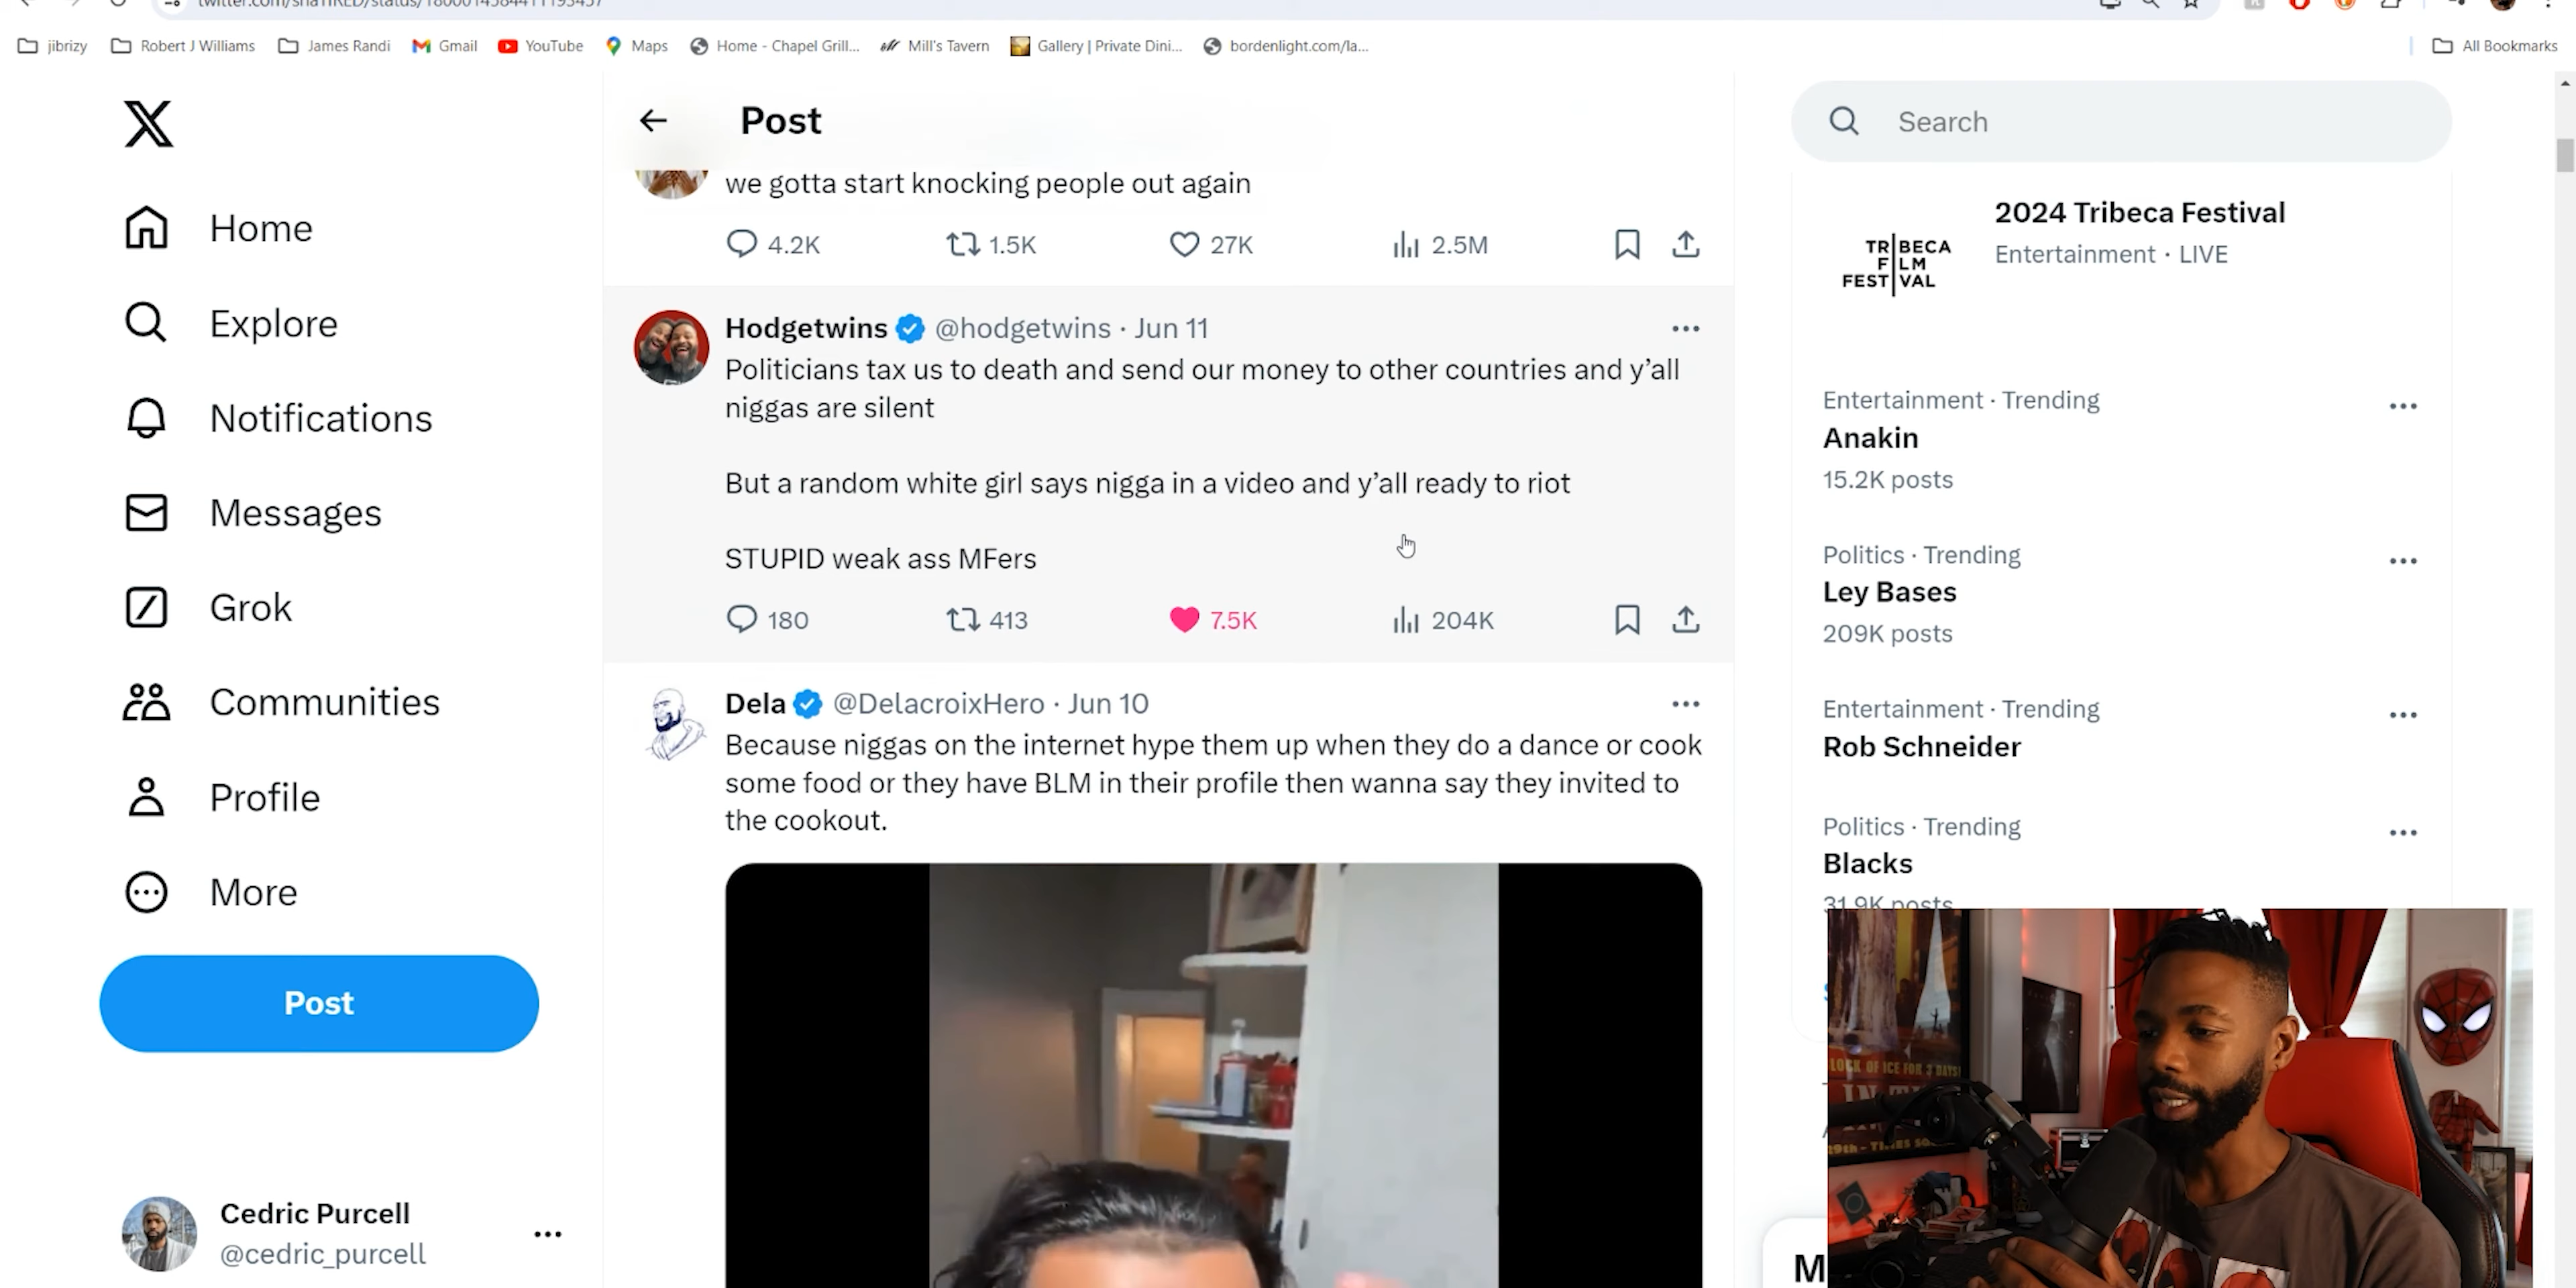 jibrizy
Robert J Williams
James Randi
Gmail
YouTube
Maps
Home - Chapel Grill...
Mill's Tavern
Gallery | Private Dini...
bordenlight.com/la...
All Bookmarks
X
Home
Explore
Notifications
Messages
Grok
Communities
Profile
More
Post
Cedric Purcell
@cedric_purcell
Post
we gotta start knocking people out again
4.2K 1.5K 27K 2.5M
Hodgetwins @hodgetwins · Jun 11
Politicians tax us to death and send our money to other countries and y'all
niggas are silent
But a random white girl says nigga in a video and y'all ready to riot
STUPID weak ass MFers
180 413 7.5K 204K
Dela @DelacroixHero · Jun 10
Because niggas on the internet hype them up when they do a dance or cook
some food or they have BLM in their profile then wanna say they invited to
the cookout.
Search
TRIBECA
FILM
FESTIVAL
2024 Tribeca Festival
Entertainment · LIVE
Entertainment · Trending
Anakin
15.2K posts
Politics · Trending
Ley Bases
209K posts
Entertainment · Trending
Rob Schneider
Politics · Trending
Blacks
31.9K posts
M